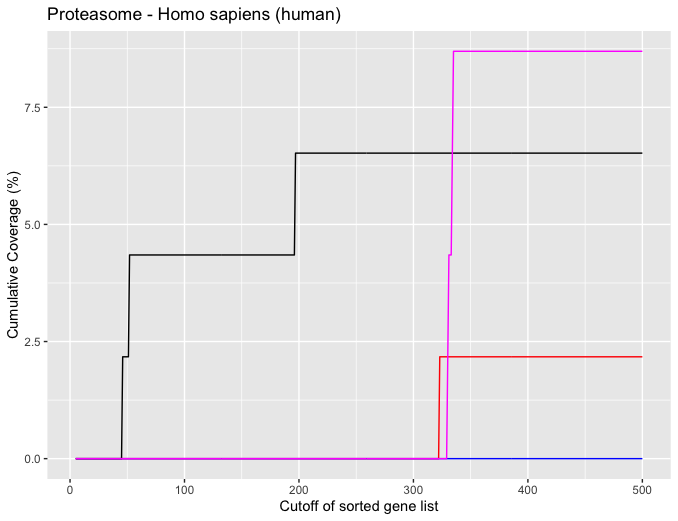 Proteasome - Homo sapiens (human)
Cumulative Coverage (%)
7.5
5.0
2.5
0.0
0 100 200 300 400 500
Cutoff of sorted gene list